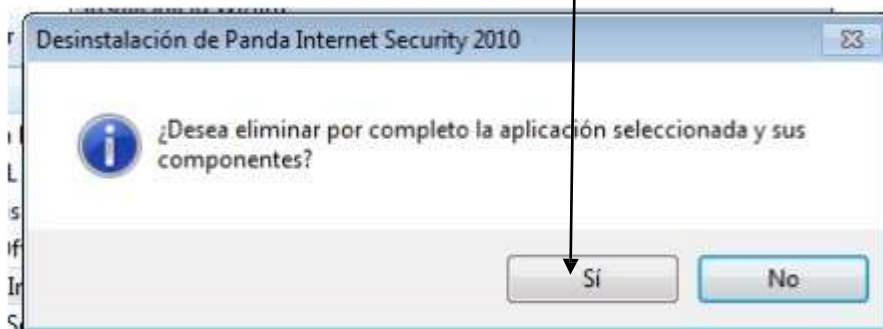 Desinstalación de Panda Internet Security 2010
¿Desea eliminar por completo la aplicación seleccionada y sus
componentes?
Sí
No